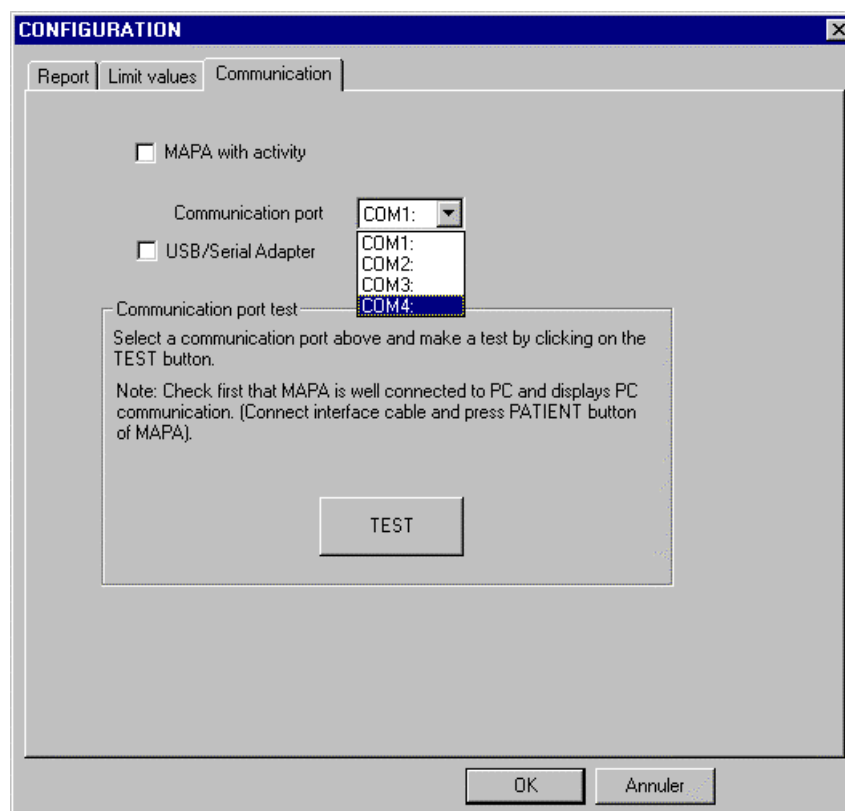 CONFIGURATION
Report
Limit values
Communication
MAPA with activity
Communication port
COM1:
COM1:
COM2:
COM3:
COM4:
USB/Serial Adapter
Communication port test
Select a communication port above and make a test by clicking on the
TEST button.
Note: Check first that MAPA is well connected to PC and displays PC
communication. (Connect interface cable and press PATIENT button
of MAPA).
TEST
OK
Annuler